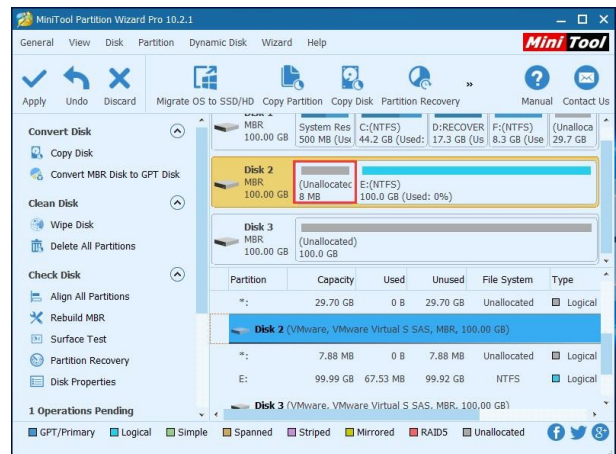 MiniTool Partition Wizard Pro 10.2.1
General View Disk Partition Dynamic Disk Wizard Help
Mini Tool
Apply Undo Discard Migrate OS to SSD/HD Copy Partition Copy Disk Partition Recovery » Manual Contact Us
Convert Disk
Copy Disk
Convert MBR Disk to GPT Disk
Clean Disk
Wipe Disk
Delete All Partitions
Check Disk
Align All Partitions
Rebuild MBR
Surface Test
Partition Recovery
Disk Properties
1 Operations Pending
MBR System Res C:(NTFS) D:RECOVER F:(NTFS) (Unalloca
100.00 GB 500 MB (Use 44.2 GB (Used: 17.3 GB (Us 8.3 GB (Use 29.7 GB
Disk 2
MBR (Unallocatec E:(NTFS)
100.00 GB 8 MB 100.0 GB (Used: 0%)
Disk 3
MBR (Unallocated)
100.00 GB 100.0 GB
Partition Capacity Used Unused File System Type
*: 29.70 GB 0 B 29.70 GB Unallocated Logical
Disk 2 (VMware, VMware Virtual S SAS, MBR, 100.00 GB)
*: 7.88 MB 0 B 7.88 MB Unallocated Logical
E: 99.99 GB 67.53 MB 99.92 GB NTFS Logical
Disk 3 (VMware, VMware Virtual S SAS, MBR, 100.00 GB)
GPT/Primary Logical Simple Spanned Striped Mirrored RAID5 Unallocated